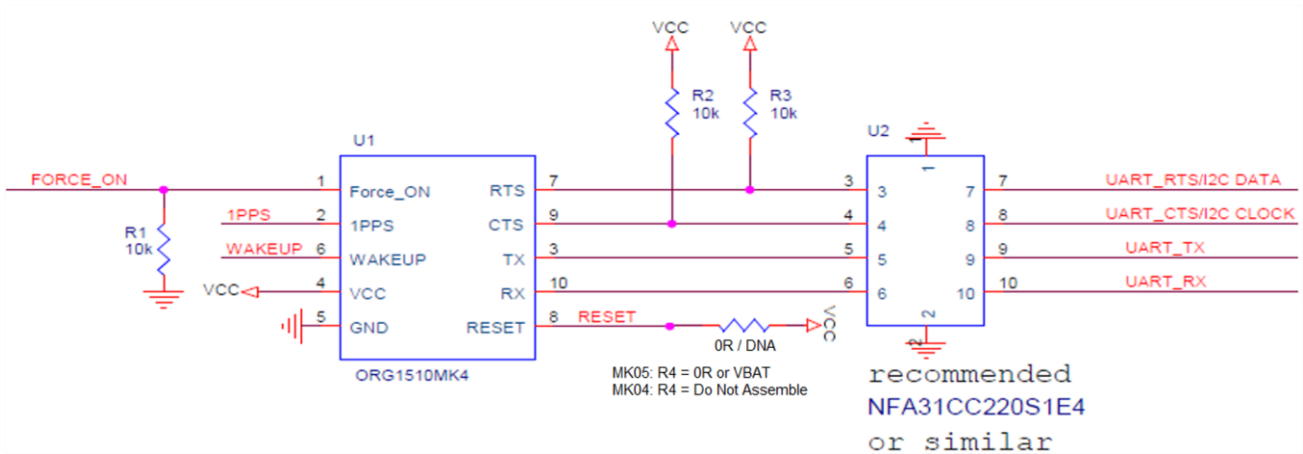 VCC VCC
R2
10k
R3
10k
U1
U2
1
1
FORCE_ON
1
Force_ON
RTS
7
3
3
7
7
UART_RTS/I2C DATA
R1
10k
1PPS
2
1PPS
CTS
9
4
4
8
8
UART_CTS/I2C CLOCK
WAKEUP
6
WAKEUP
TX
3
5
5
9
9
UART_TX
VCC
4
VCC
RX
10
6
6
10
10
UART_RX
5
GND
RESET
8
RESET
VCC
2
2
0R / DNA
ORG1510MK4
MK05: R4 = 0R or VBAT
MK04: R4 = Do Not Assemble
recommended
NFA31CC220S1E4
or similar